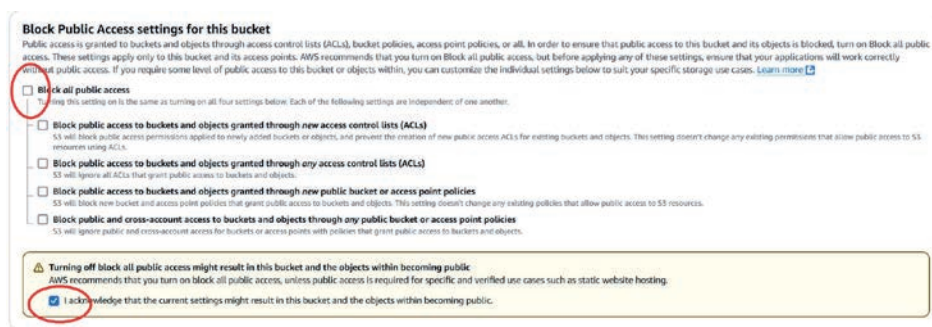 Block Public Access settings for this bucket
Public access is granted to buckets and objects through access control lists (ACLs), bucket policies, access point policies, or all. In order to ensure that public access to this bucket and its objects is blocked, turn on Block all public
access. These settings apply only to this bucket and its access points. AWS recommends that you turn on Block all public access, but before applying any of these settings, ensure that your applications will work correctly
without public access. If you require some level of public access to this bucket or objects within, you can customize the individual settings below to suit your specific storage use cases. Learn more
Block all public access
Turning this setting on is the same as turning on all four settings below. Each of the following settings are independent of one another.
Block public access to buckets and objects granted through new access control lists (ACLs)
S3 will block public access permissions applied to newly added buckets or objects, and prevent the creation of new public access ACLs for existing buckets and objects. This setting doesn't change any existing permissions that allow public access to S3
resources using ACLs.
Block public access to buckets and objects granted through any access control lists (ACLs)
S3 will ignore all ACLs that grant public access to buckets and objects.
Block public access to buckets and objects granted through new public bucket or access point policies
S3 will block new bucket and access point policies that grant public access to buckets and objects. This setting doesn't change any existing policies that allow public access to S3 resources.
Block public and cross-account access to buckets and objects through any public bucket or access point policies
S3 will ignore public and cross-account access for buckets or access points with policies that grant public access to buckets and objects.
Turning off block all public access might result in this bucket and the objects within becoming public
AWS recommends that you turn on block all public access, unless public access is required for specific and verified use cases such as static website hosting.
I acknowledge that the current settings might result in this bucket and the objects within becoming public.